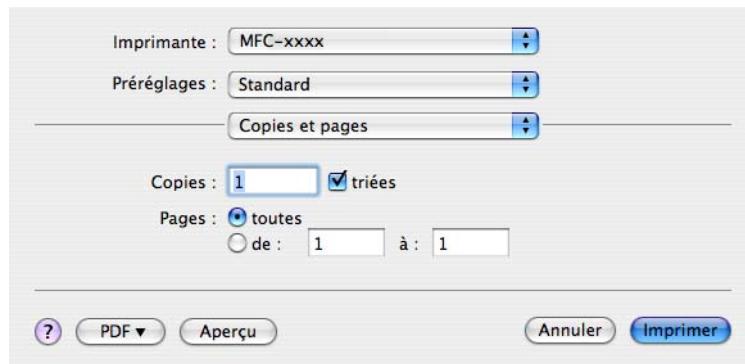 Imprimante : MFC-xxxx
Préréglages : Standard
Copies et pages
Copies : 1 triées
Pages : toutes
de : 1 à : 1
? PDF ▼ Aperçu Annuler Imprimer